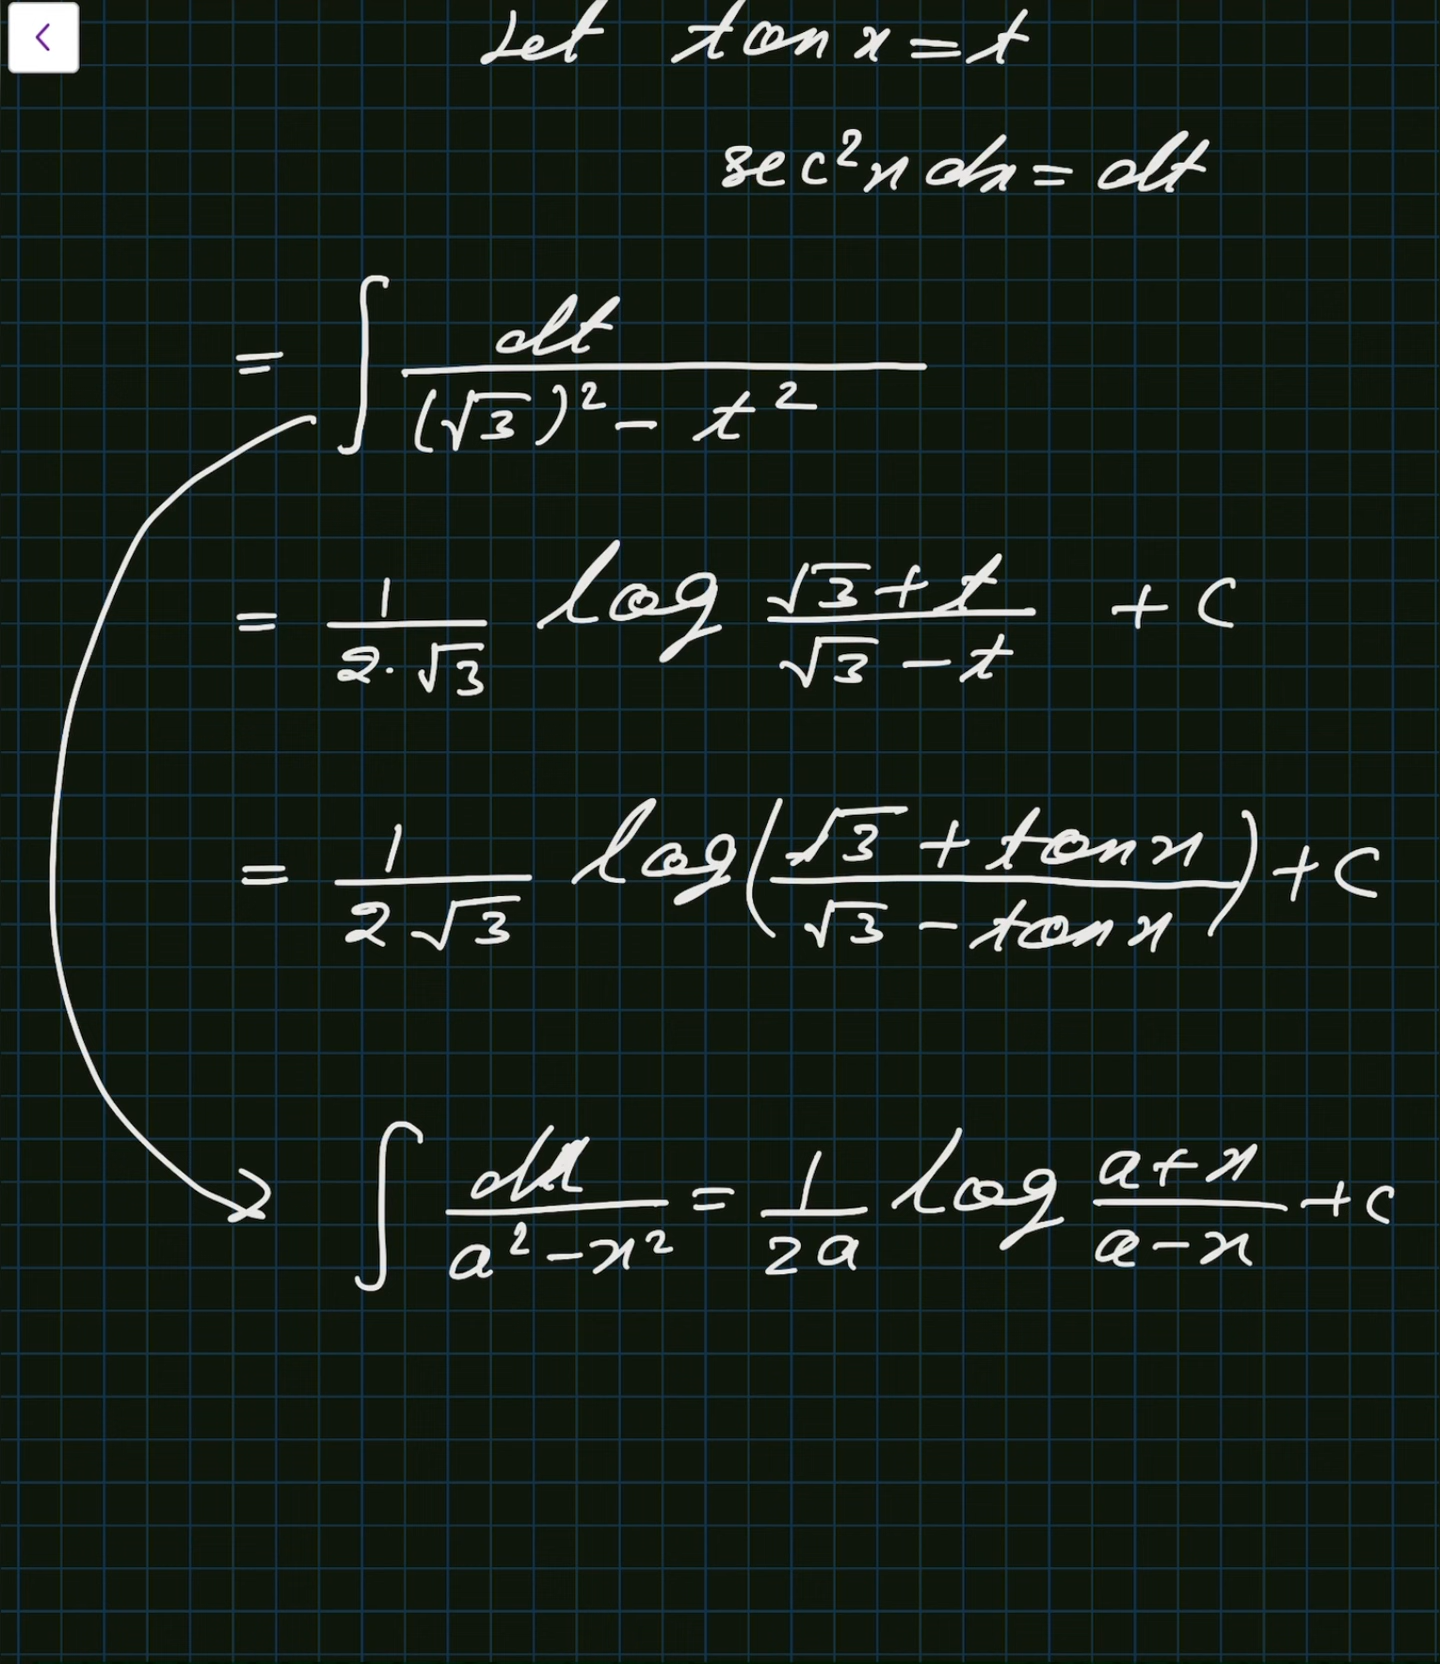 Let tan x = t
sec²x dx = dt
= ∫ dt / ((√3)² - t²)
= 1/(2·√3) log (√3 + t)/(√3 - t) + c
= 1/(2√3) log((√3 + tan x)/(√3 - tan x)) + c
∫ dx/(a² - x²) = 1/(2a) log (a + x)/(a - x) + c